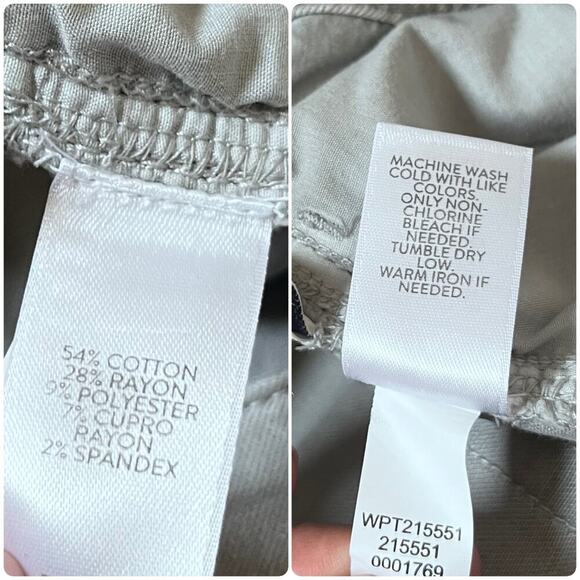 54% COTTON
28% RAYON
9% POLYESTER
7% CUPRO
RAYON
2% SPANDEX
MACHINE WASH
COLD WITH LIKE
COLORS.
ONLY NON-
CHLORINE
BLEACH IF
NEEDED.
TUMBLE DRY
LOW.
WARM IRON IF
NEEDED.
WPT215551
215551
0001769